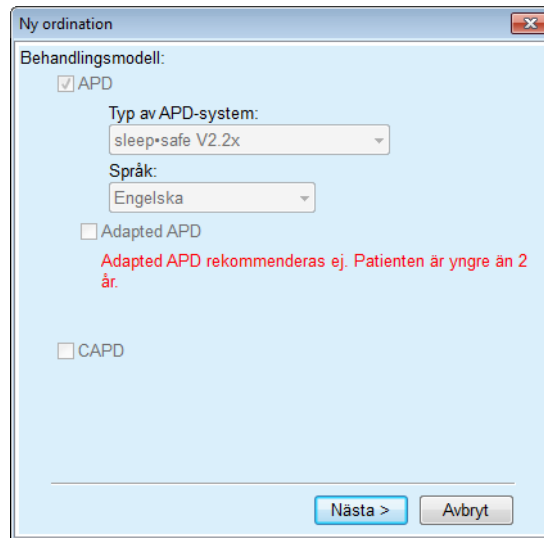 Ny ordination
Behandlingsmodell:
APD
Typ av APD-system:
sleep•safe V2.2x
Språk:
Engelska
Adapted APD
Adapted APD rekommenderas ej. Patienten är yngre än 2
år.
CAPD
Nästa >
Avbryt